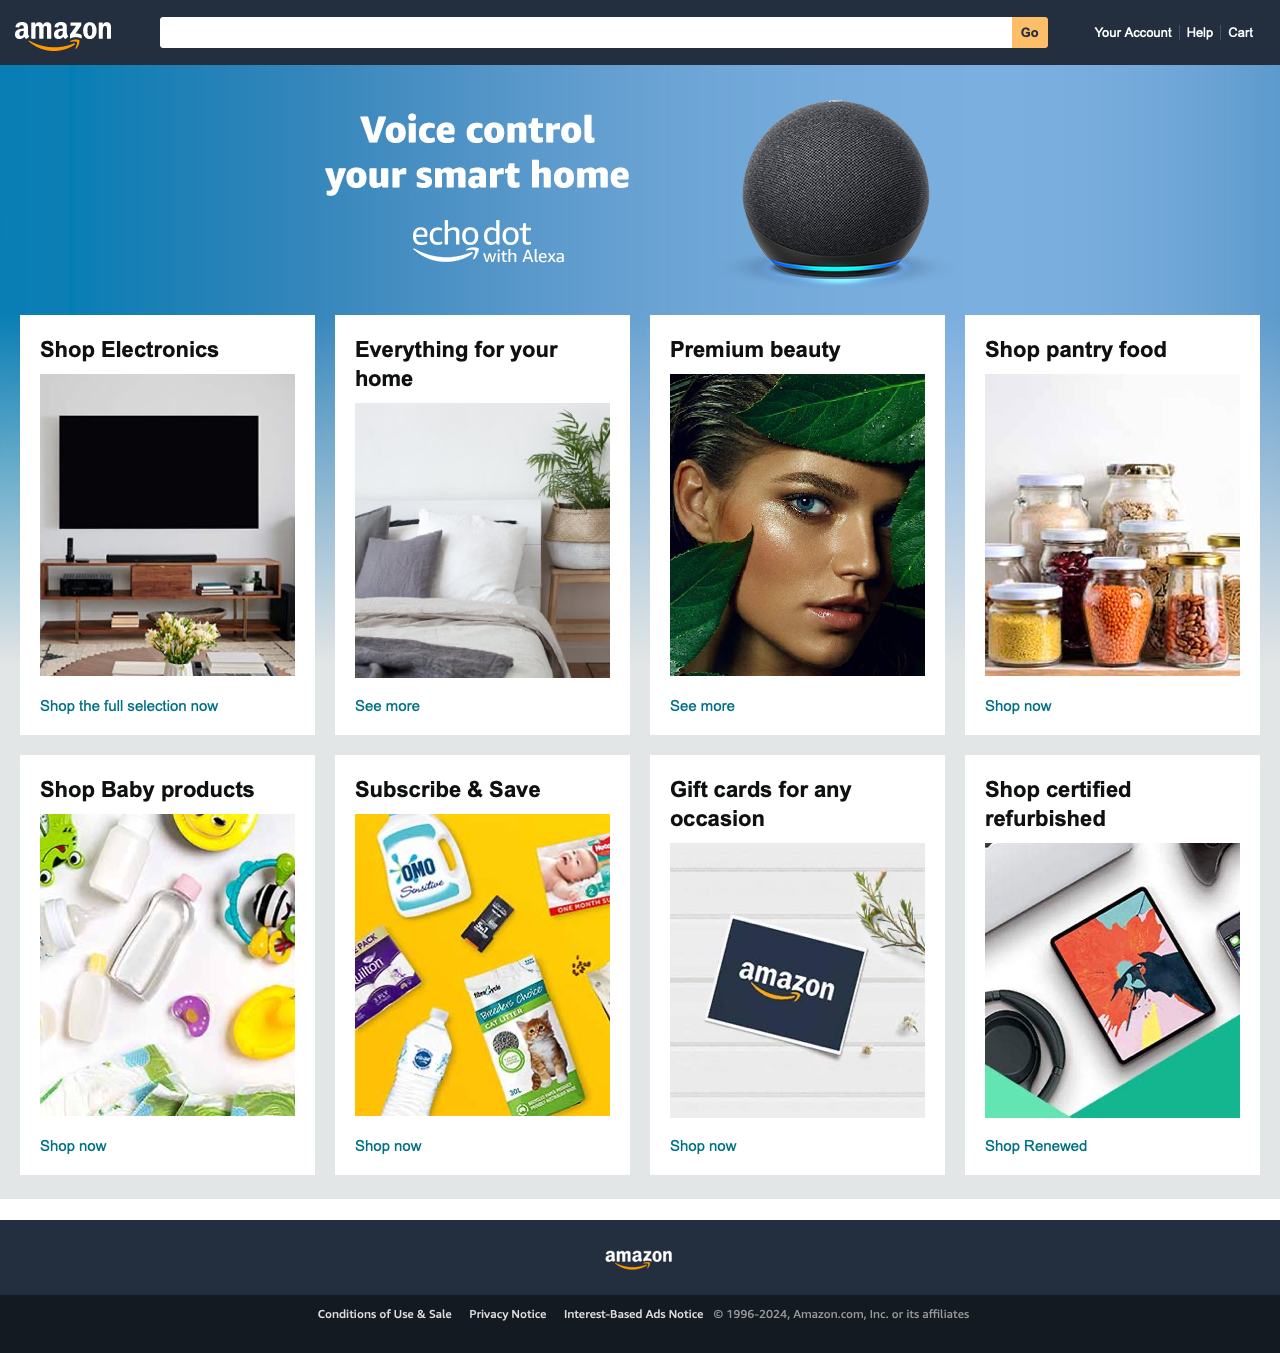 amazon
Go
Your Account
Help
Cart
Voice control
your smart home
echo dot
with Alexa
Shop Electronics
Everything for your
home
Premium beauty
Shop pantry food
Shop the full selection now
See more
See more
Shop now
Shop Baby products
Subscribe & Save
Gift cards for any
occasion
Shop certified
refurbished
OMO
Sensitive
ONE MONTH SU
PACK
uilton
3 PLY
fibreCycle
Breeders Choice
CAT LITTER
30L
amazon
Shop now
Shop now
Shop now
Shop Renewed
amazon
Conditions of Use & Sale
Privacy Notice
Interest-Based Ads Notice
© 1996-2024, Amazon.com, Inc. or its affiliates